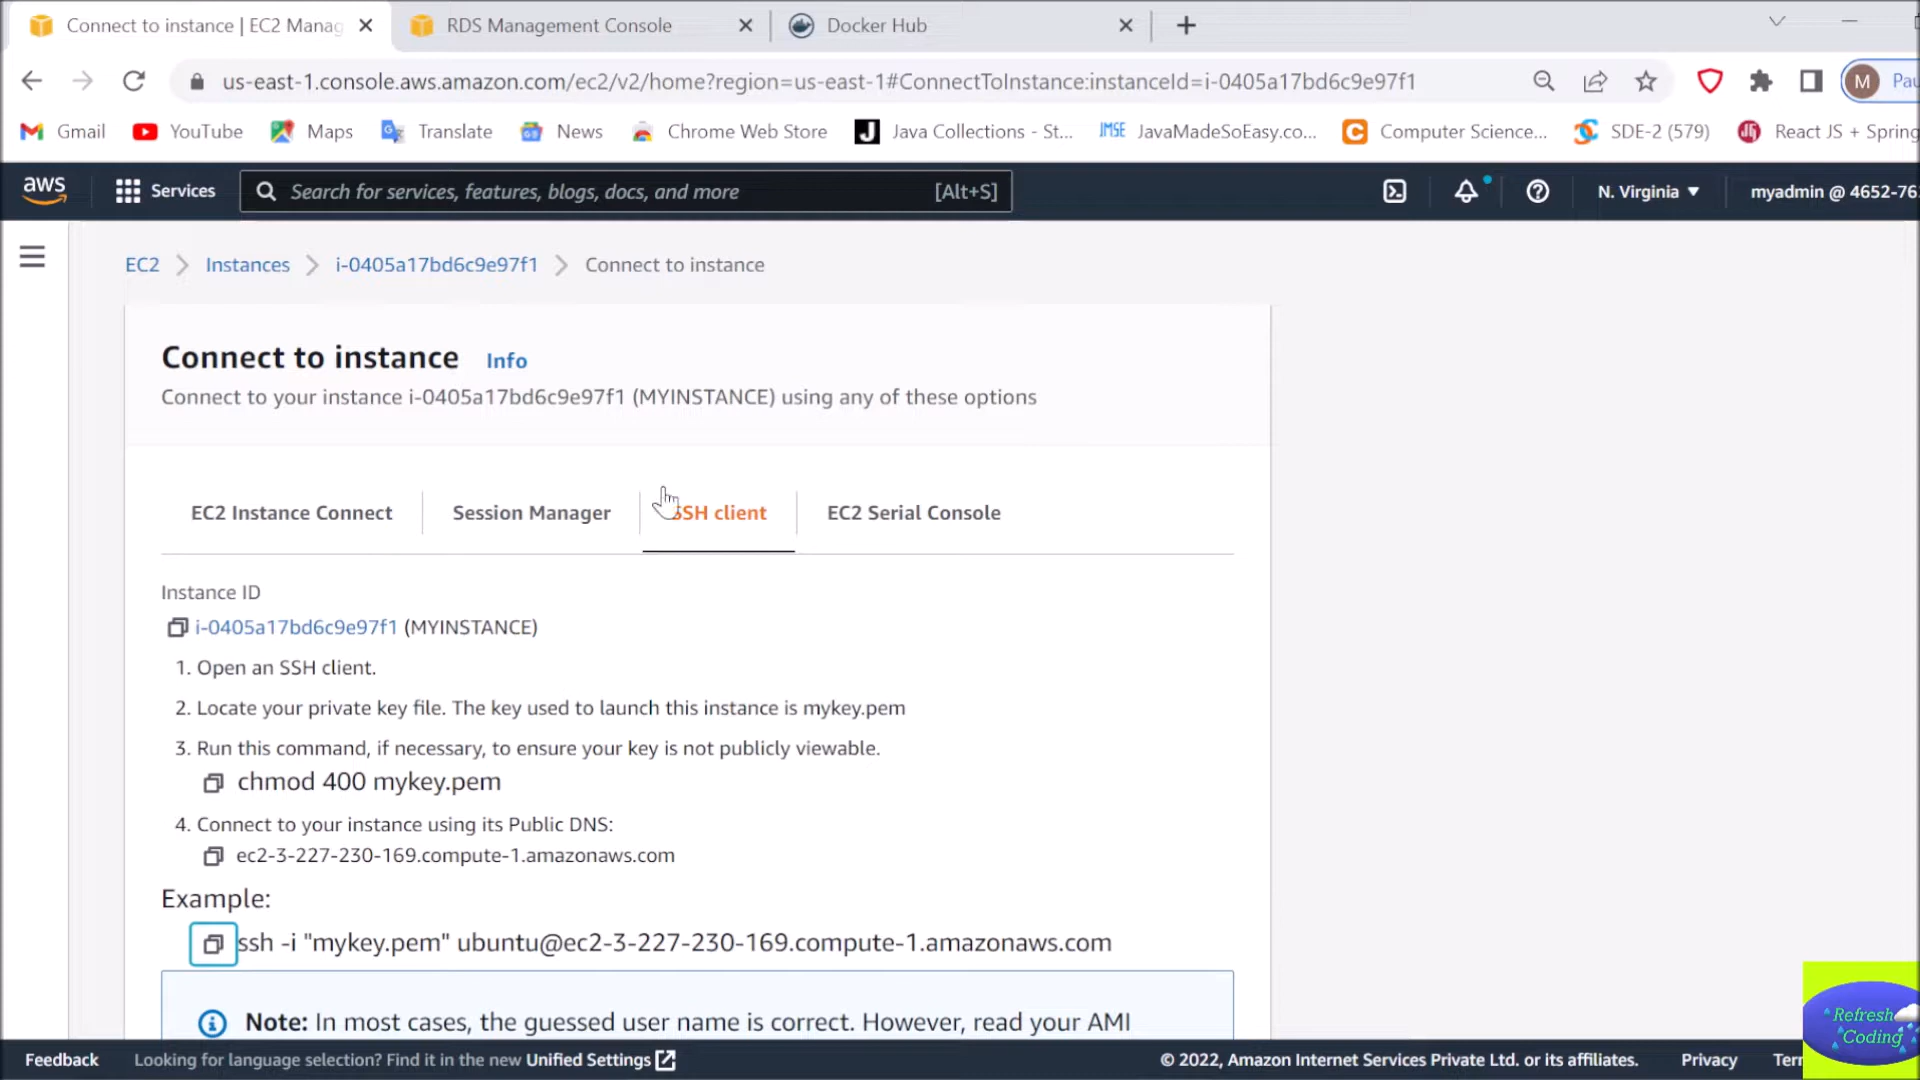 Connect to instance | EC2 Manag
RDS Management Console
Docker Hub
us-east-1.console.aws.amazon.com/ec2/v2/home?region=us-east-1#ConnectToInstance:instanceId=i-0405a17bd6c9e97f1
M
Pau
Gmail
YouTube
Maps
Translate
News
Chrome Web Store
J
Java Collections - St...
JMSE
JavaMadeSoEasy.co...
C
Computer Science...
SDE-2 (579)
React JS + Spring
aws
Services
Search for services, features, blogs, docs, and more
[Alt+S]
N. Virginia
myadmin @ 4652-76
EC2
Instances
i-0405a17bd6c9e97f1
Connect to instance
Connect to instance
Info
Connect to your instance i-0405a17bd6c9e97f1 (MYINSTANCE) using any of these options
EC2 Instance Connect
Session Manager
SSH client
EC2 Serial Console
Instance ID
i-0405a17bd6c9e97f1 (MYINSTANCE)
1. Open an SSH client.
2. Locate your private key file. The key used to launch this instance is mykey.pem
3. Run this command, if necessary, to ensure your key is not publicly viewable.
chmod 400 mykey.pem
4. Connect to your instance using its Public DNS:
ec2-3-227-230-169.compute-1.amazonaws.com
Example:
ssh -i "mykey.pem" ubuntu@ec2-3-227-230-169.compute-1.amazonaws.com
Note: In most cases, the guessed user name is correct. However, read your AMI
Refresh
Coding
Feedback
Looking for language selection? Find it in the new Unified Settings
© 2022, Amazon Internet Services Private Ltd. or its affiliates.
Privacy
Terr